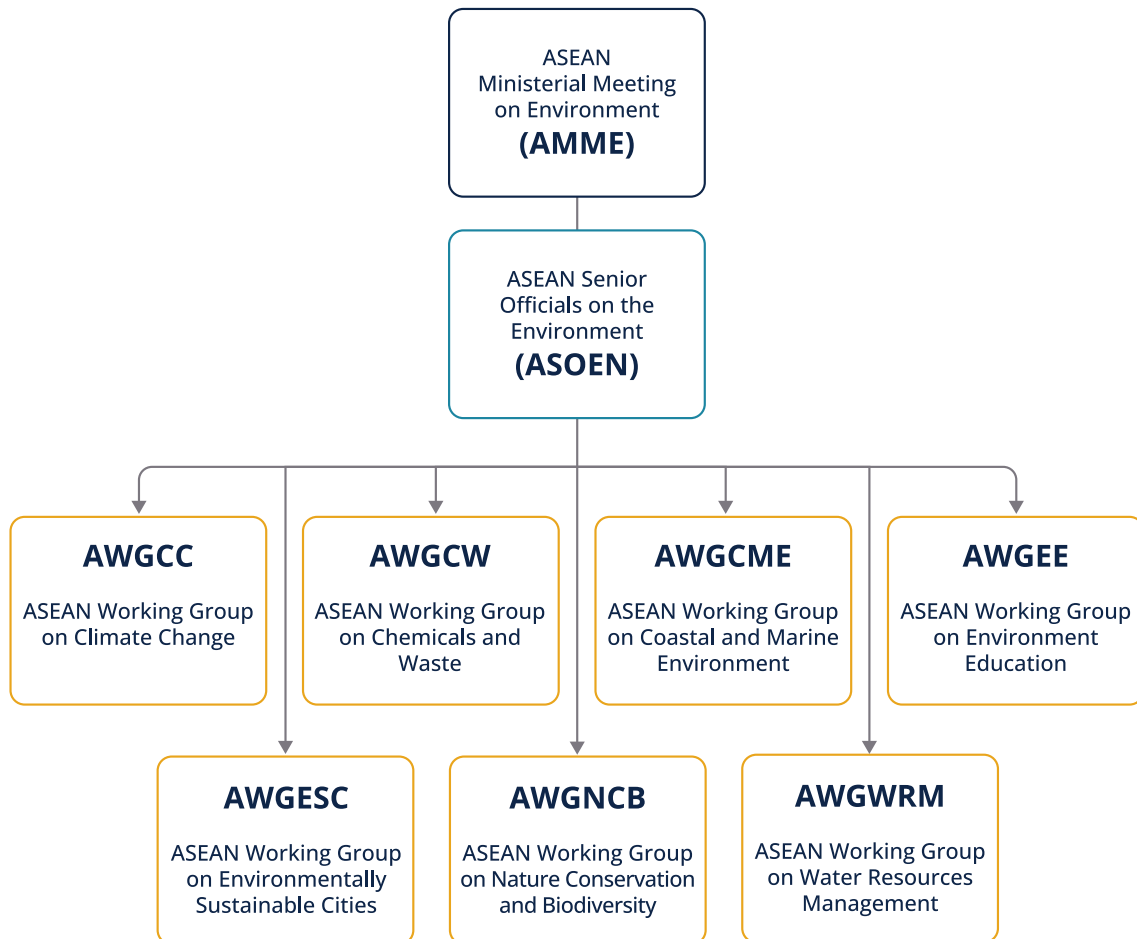 ASEAN
Ministerial Meeting
on Environment
(AMME)
ASEAN Senior
Officials on the
Environment
(ASOEN)
AWGCC
ASEAN Working Group
on Climate Change
AWGCW
ASEAN Working Group
on Chemicals and
Waste
AWGCME
ASEAN Working Group
on Coastal and Marine
Environment
AWGEE
ASEAN Working Group
on Environment
Education
AWGESC
ASEAN Working Group
on Environmentally
Sustainable Cities
AWGNCB
ASEAN Working Group
on Nature Conservation
and Biodiversity
AWGWRM
ASEAN Working Group
on Water Resources
Management